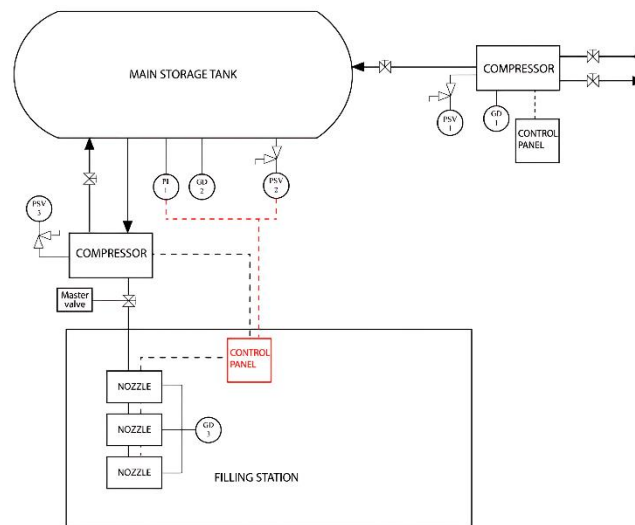 MAIN STORAGE TANK
COMPRESSOR
PSV
1
GD
1
CONTROL
PANEL
PI
1
GD
2
PSV
2
PSV
3
COMPRESSOR
Master
valve
CONTROL
PANEL
NOZZLE
NOZZLE
GD
3
NOZZLE
FILLING STATION